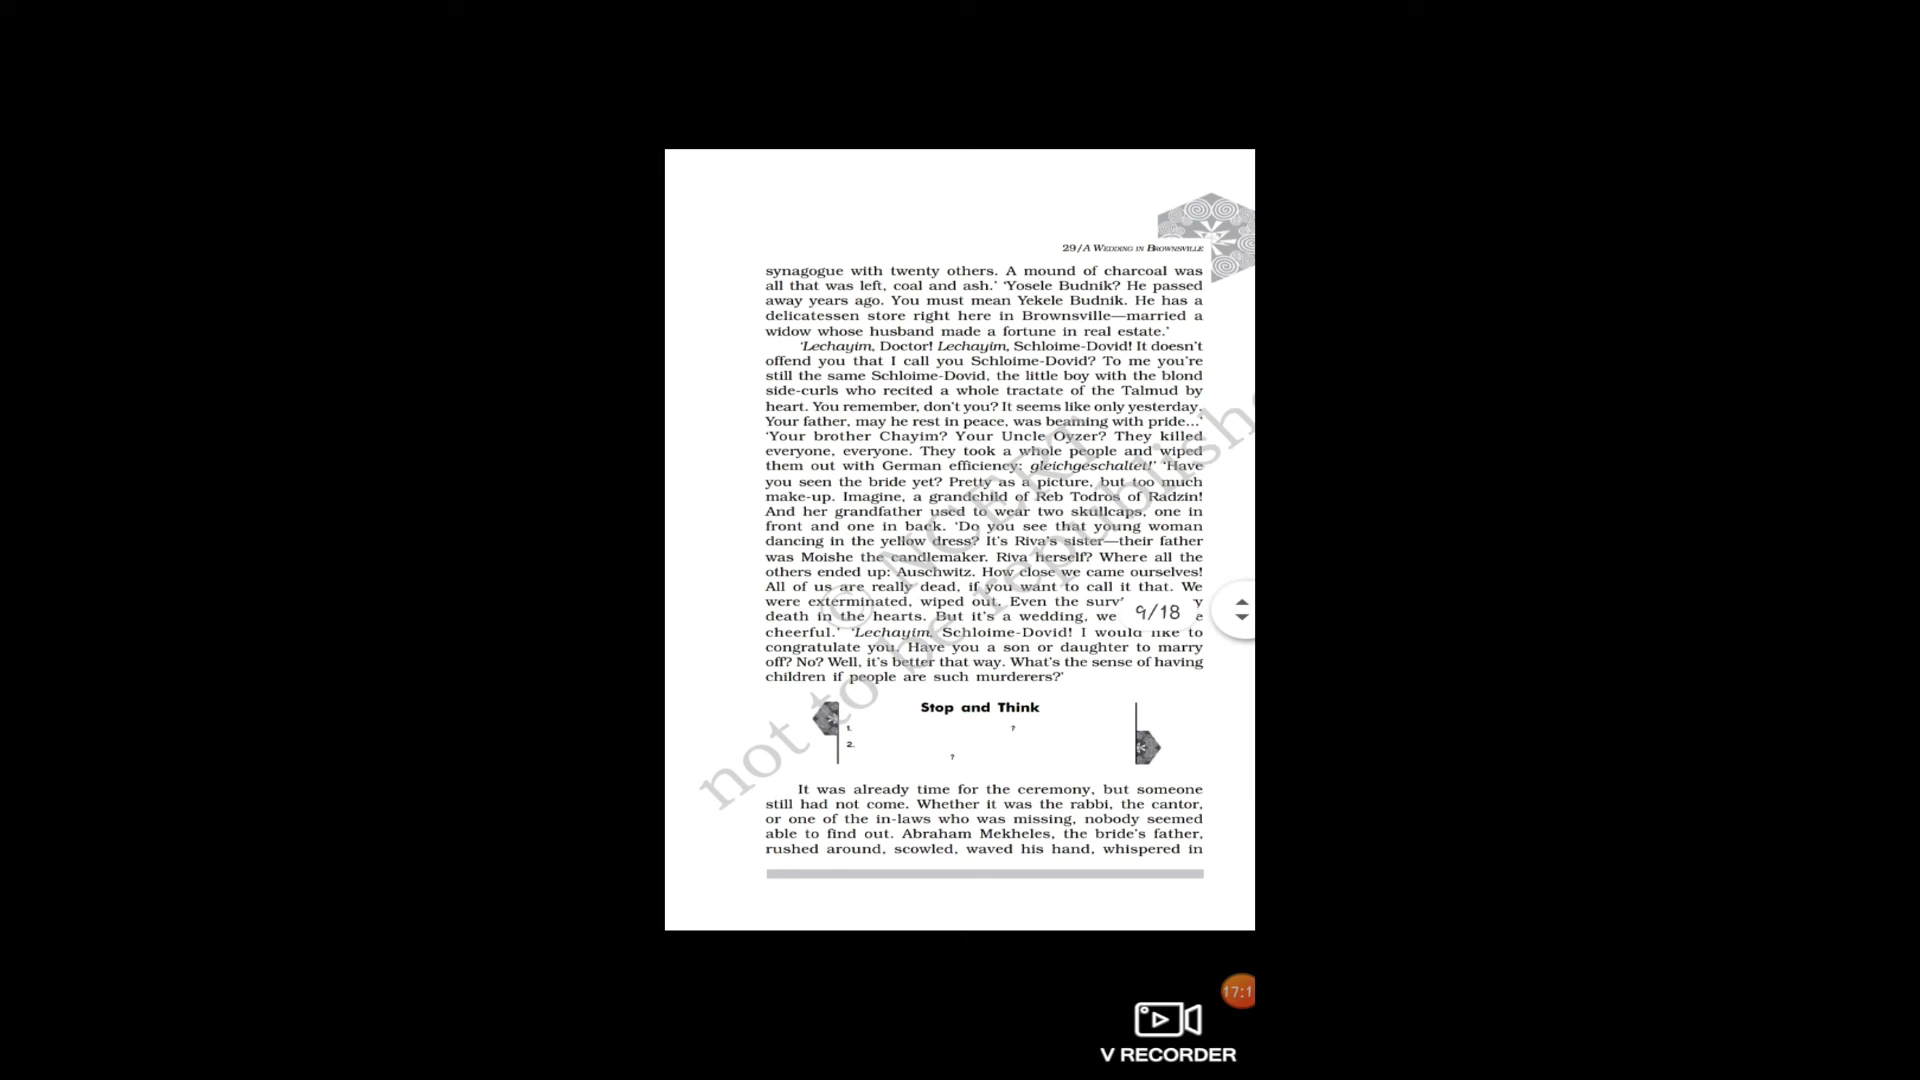 29/A WEDDING IN BROWNSVILLE
synagogue with twenty others. A mound of charcoal was
all that was left, coal and ash.' 'Yosele Budnik? He passed
away years ago. You must mean Yekele Budnik. He has a
delicatessen store right here in Brownsville—married a
widow whose husband made a fortune in real estate.'
'Lechayim, Doctor! Lechayim, Schloime-Dovid! It doesn't
offend you that I call you Schloime-Dovid? To me you're
still the same Schloime-Dovid, the little boy with the blond
side-curls who recited a whole tractate of the Talmud by
heart. You remember, don't you? It seems like only yesterday.
Your father, may he rest in peace, was beaming with pride...'
'Your brother Chayim? Your Uncle Oyzer? They killed
everyone, everyone. They took a whole people and wiped
them out with German efficiency: gleichgeschaltet!' 'Have
you seen the bride yet? Pretty as a picture, but too much
make-up. Imagine, a grandchild of Reb Todros of Radzin!
And her grandfather used to wear two skullcaps, one in
front and one in back. 'Do you see that young woman
dancing in the yellow dress? It's Riva's sister—their father
was Moishe the candlemaker. Riva herself? Where all the
others ended up: Auschwitz. How close we came ourselves!
All of us are really dead, if you want to call it that. We
were exterminated, wiped out. Even the surv y
death in the hearts. But it's a wedding, we e
cheerful.' 'Lechayim, Schloime-Dovid! I would like to
congratulate you. Have you a son or daughter to marry
off? No? Well, it's better that way. What's the sense of having
children if people are such murderers?'
9/18
Stop and Think
1. ?
2.
?
It was already time for the ceremony, but someone
still had not come. Whether it was the rabbi, the cantor,
or one of the in-laws who was missing, nobody seemed
able to find out. Abraham Mekheles, the bride's father,
rushed around, scowled, waved his hand, whispered in
© NCERT
not to be republishe
17:1
V RECORDER